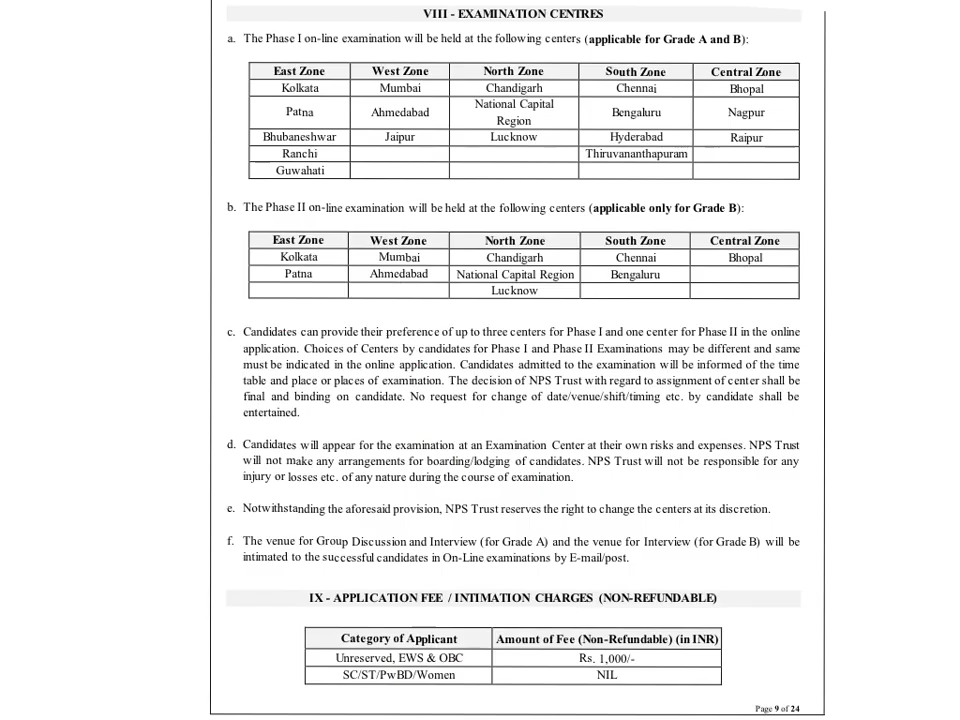 VIII - EXAMINATION CENTRES
a. The Phase I on-line examination will be held at the following centers (applicable for Grade A and B):
East Zone West Zone North Zone South Zone Central Zone
Kolkata Mumbai Chandigarh Chennai Bhopal
Patna Ahmedabad National Capital Region Bengaluru Nagpur
Bhubaneshwar Jaipur Lucknow Hyderabad Raipur
Ranchi Thiruvananthapuram
Guwahati
b. The Phase II on-line examination will be held at the following centers (applicable only for Grade B):
East Zone West Zone North Zone South Zone Central Zone
Kolkata Mumbai Chandigarh Chennai Bhopal
Patna Ahmedabad National Capital Region Bengaluru
Lucknow
c. Candidates can provide their preference of up to three centers for Phase I and one center for Phase II in the online
application. Choices of Centers by candidates for Phase I and Phase II Examinations may be different and same
must be indicated in the online application. Candidates admitted to the examination will be informed of the time
table and place or places of examination. The decision of NPS Trust with regard to assignment of center shall be
final and binding on candidate. No request for change of date/venue/shift/timing etc. by candidate shall be
entertained.
d. Candidates will appear for the examination at an Examination Center at their own risks and expenses. NPS Trust
will not make any arrangements for boarding/lodging of candidates. NPS Trust will not be responsible for any
injury or losses etc. of any nature during the course of examination.
e. Notwithstanding the aforesaid provision, NPS Trust reserves the right to change the centers at its discretion.
f. The venue for Group Discussion and Interview (for Grade A) and the venue for Interview (for Grade B) will be
intimated to the successful candidates in On-Line examinations by E-mail/post.
IX - APPLICATION FEE / INTIMATION CHARGES (NON-REFUNDABLE)
Category of Applicant Amount of Fee (Non-Refundable) (in INR)
Unreserved, EWS & OBC Rs. 1,000/-
SC/ST/PwBD/Women NIL
Page 9 of 24